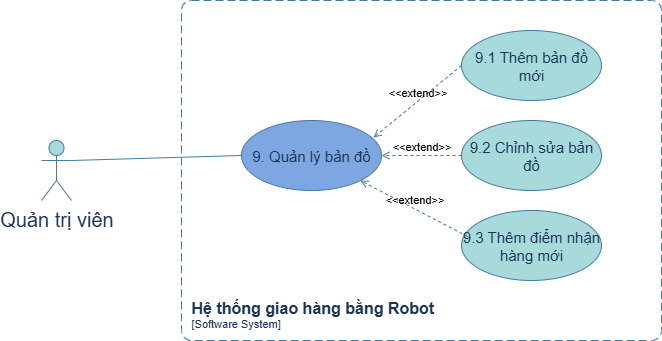 9.1 Thêm bản đồ
mới
<<extend>>
9. Quản lý bản đồ
<<extend>>
9.2 Chỉnh sửa bản
đồ
<<extend>>
Quản trị viên
9.3 Thêm điểm nhận
hàng mới
Hệ thống giao hàng bằng Robot
[Software System]